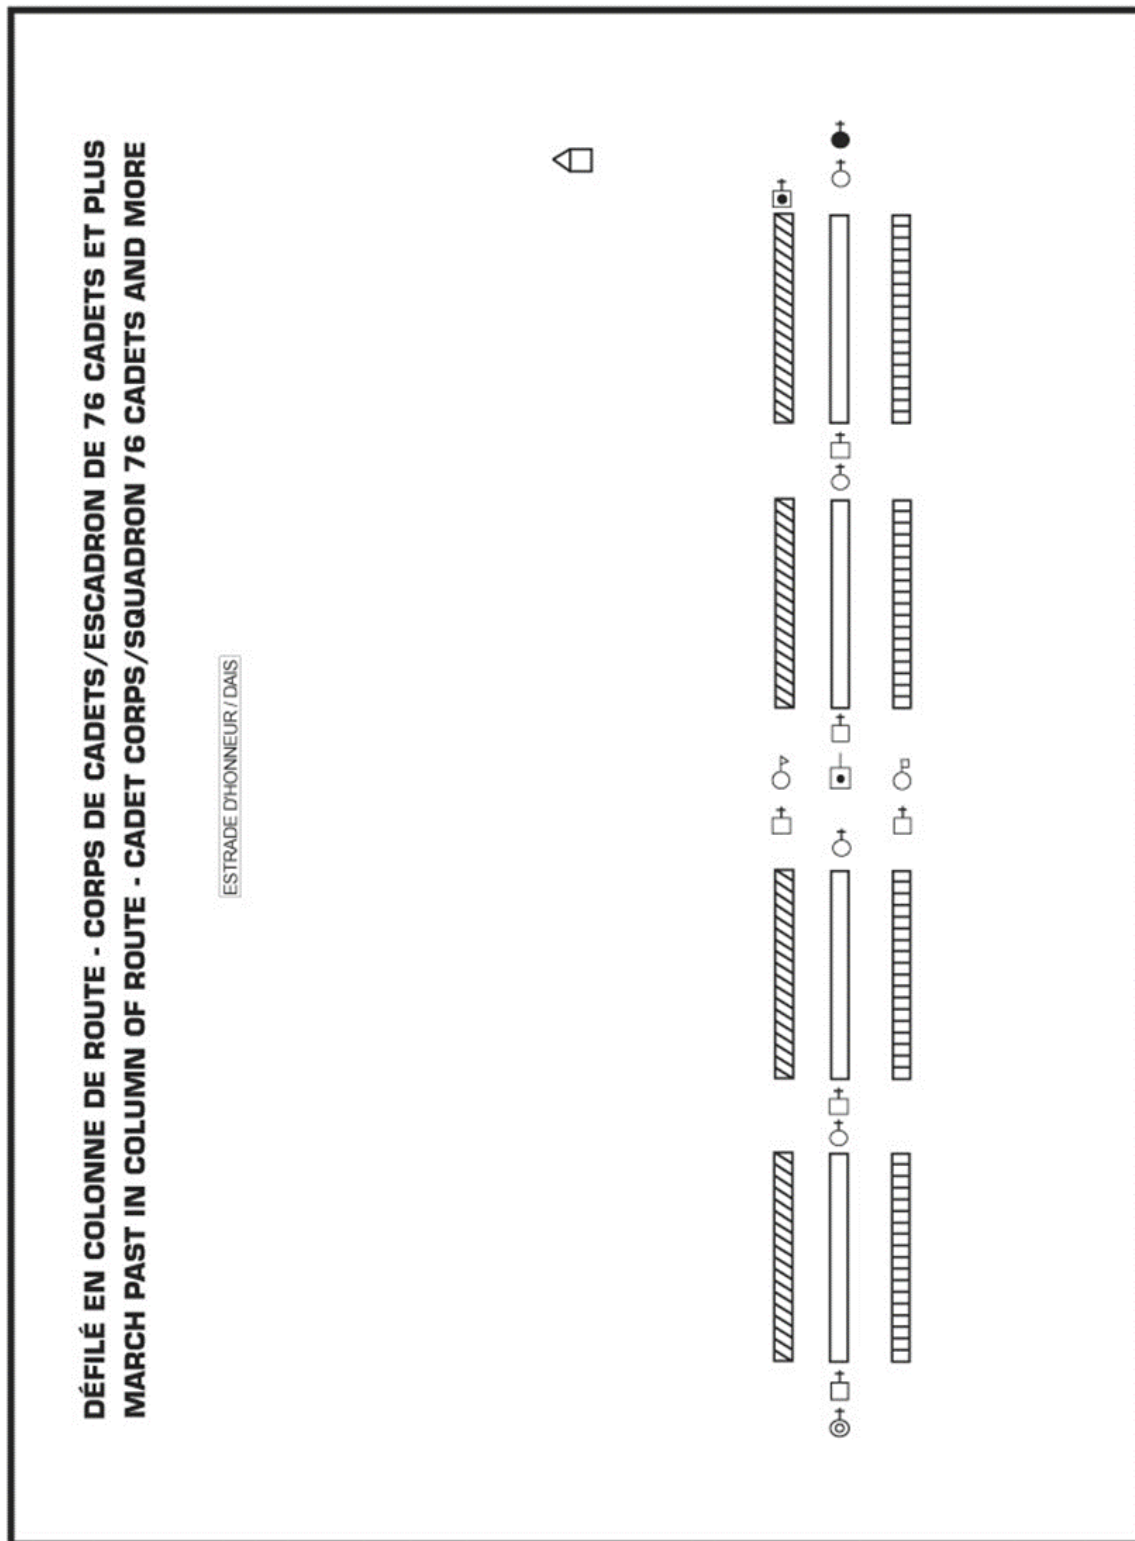 DÉFILÉ EN COLONNE DE ROUTE - CORPS DE CADETS/ESCADRON DE 76 CADETS ET PLUS
MARCH PAST IN COLUMN OF ROUTE - CADET CORPS/SQUADRON 76 CADETS AND MORE
ESTRADE D'HONNEUR / DAIS